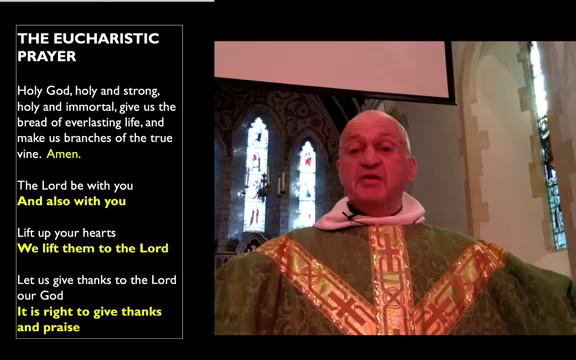 THE EUCHARISTIC
PRAYER
Holy God, holy and strong,
holy and immortal, give us the
bread of everlasting life, and
make us branches of the true
vine. Amen.
The Lord be with you
And also with you
Lift up your hearts
We lift them to the Lord
Let us give thanks to the Lord
our God
It is right to give thanks
and praise